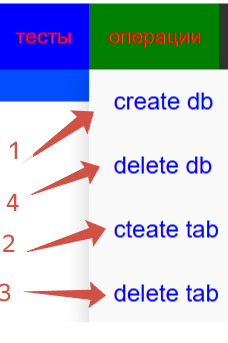 тесты операции
create db
1
delete db
4
cteate tab
2
delete tab
3